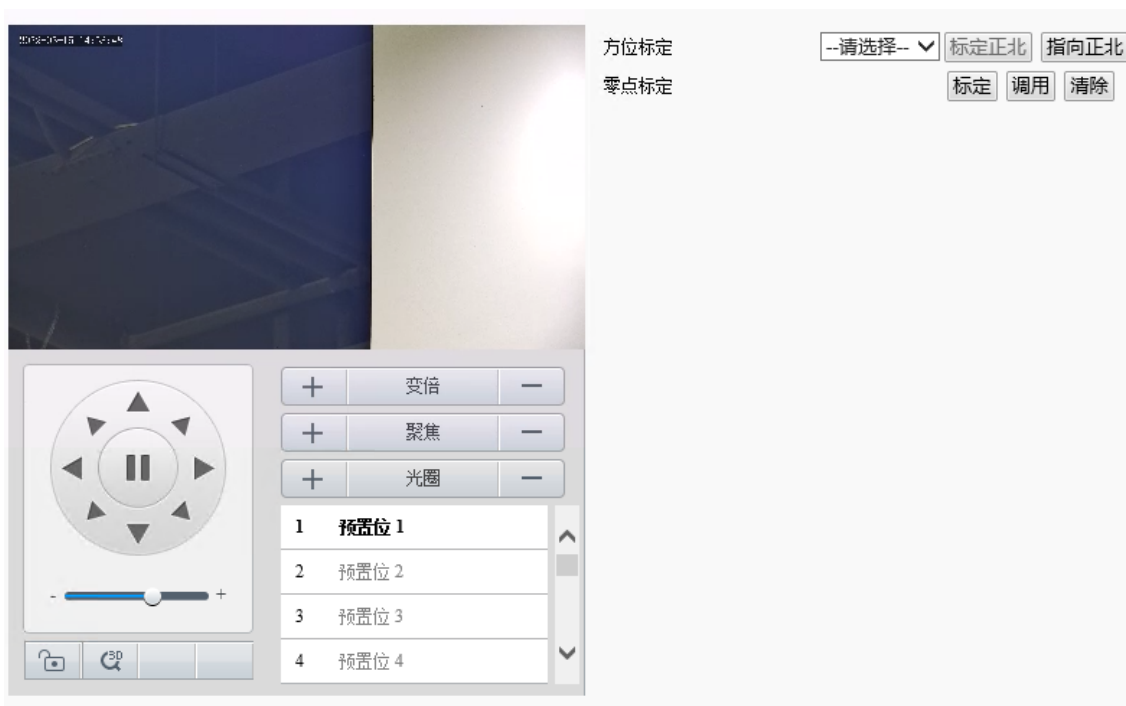 方位标定 --请选择-- 标定正北 指向正北
零点标定 标定 调用 清除
+ 变倍 —
+ 聚焦 —
+ 光圈 —
1 预置位 1
2 预置位 2
3 预置位 3
4 预置位 4
- +
3D